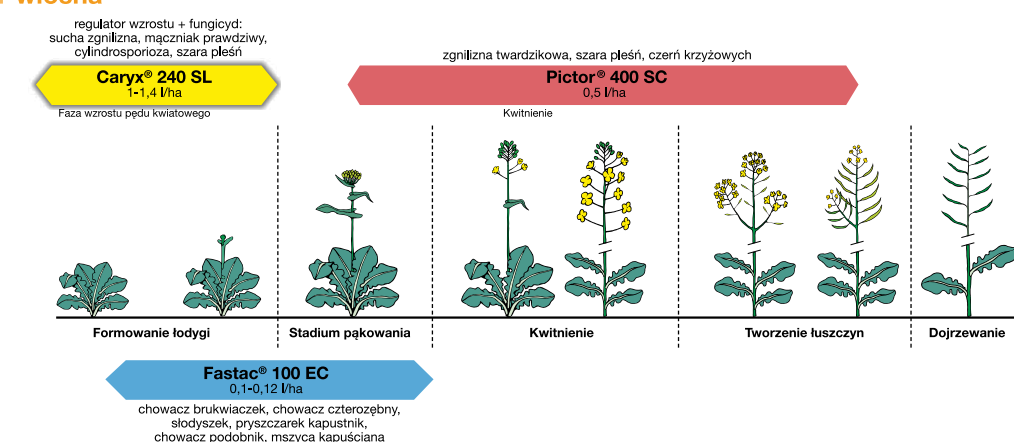 wiosna
regulator wzrostu + fungicyd:
sucha zgnilizna, mączniak prawdziwy,
cylindrosporioza, szara pleśń
Caryx® 240 SL
1-1,4 l/ha
Faza wzrostu pędu kwiatowego
zgnilizna twardzikowa, szara pleśń, czerń krzyżowych
Pictor® 400 SC
0,5 l/ha
Kwitnienie
Formowanie łodygi
Stadium pąkowania
Kwitnienie
Tworzenie łuszczyn
Dojrzewanie
Fastac® 100 EC
0,1-0,12 l/ha
chowacz brukwiaczek, chowacz czterozębny,
słodyszek, pryszczarek kapustnik,
chowacz podobnik, mszyca kapuściana